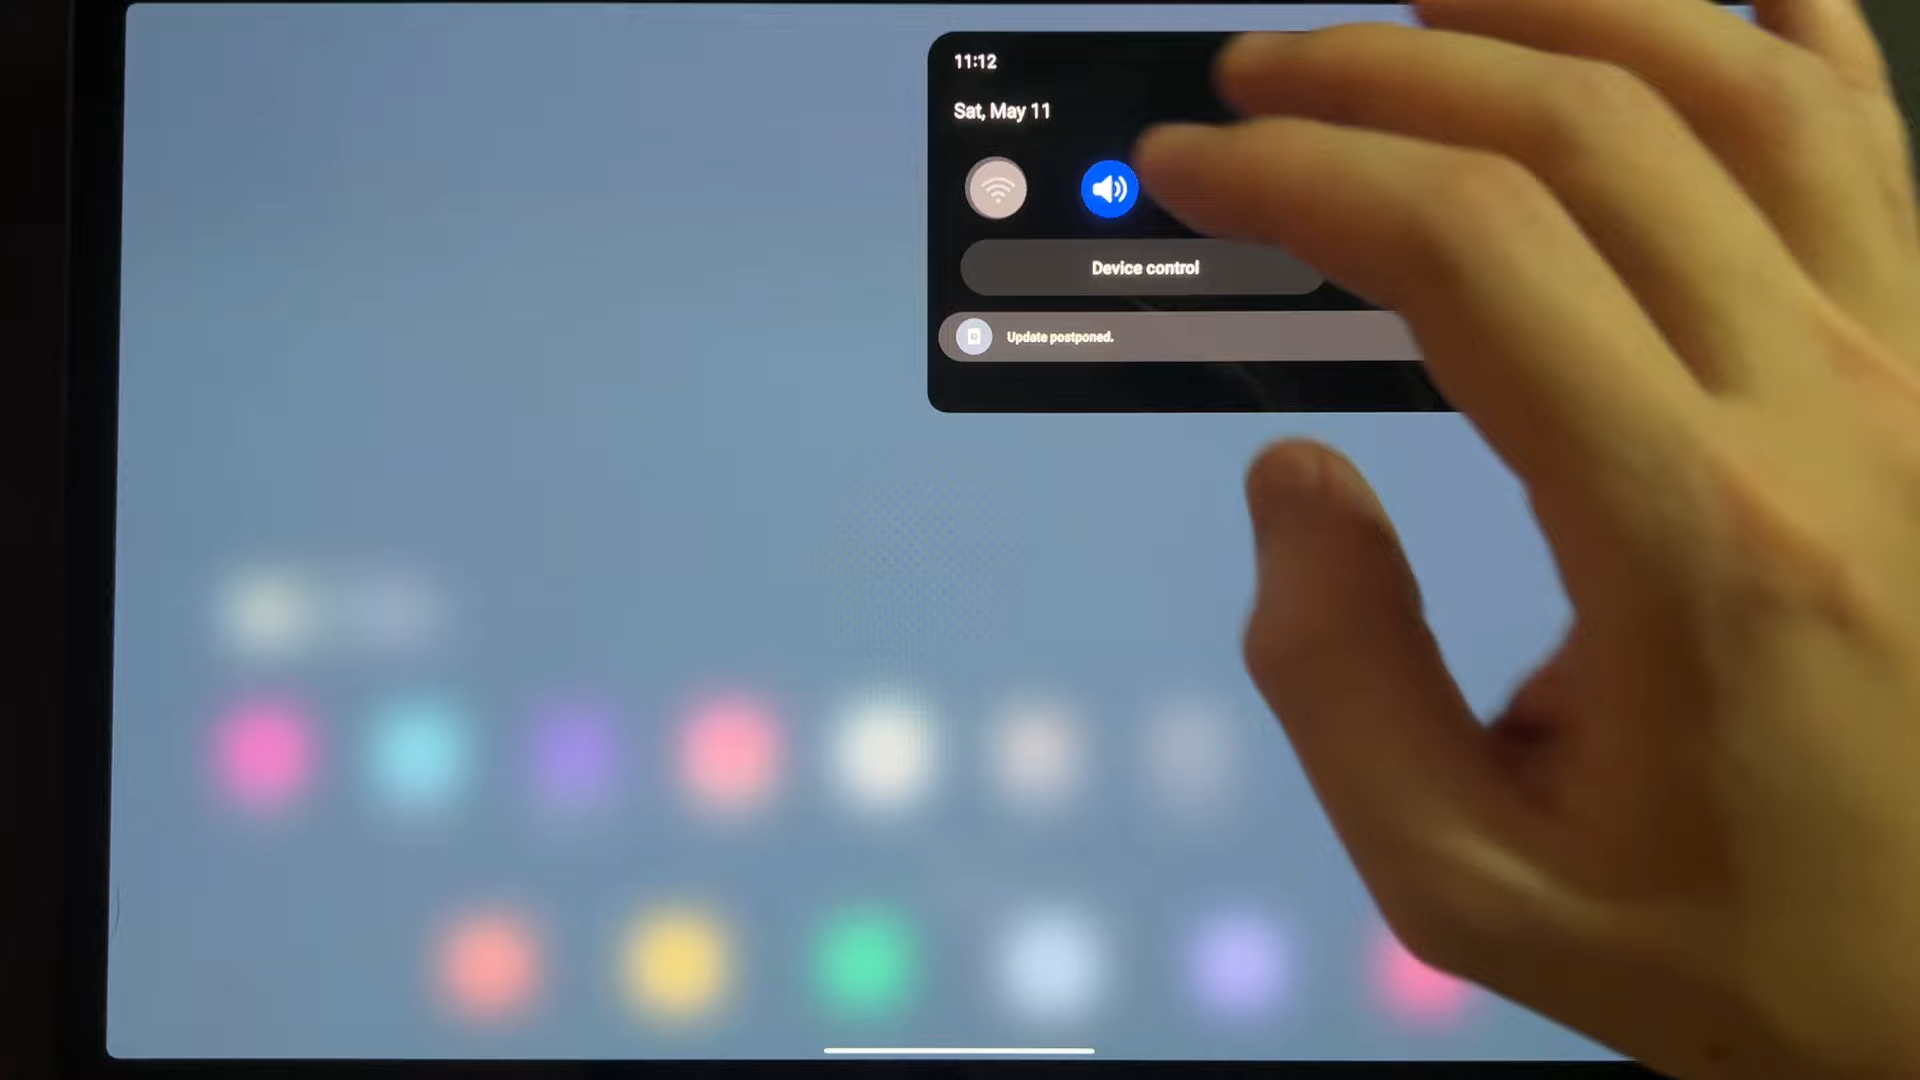 11:12
Sat, May 11
Device control
Update postponed.